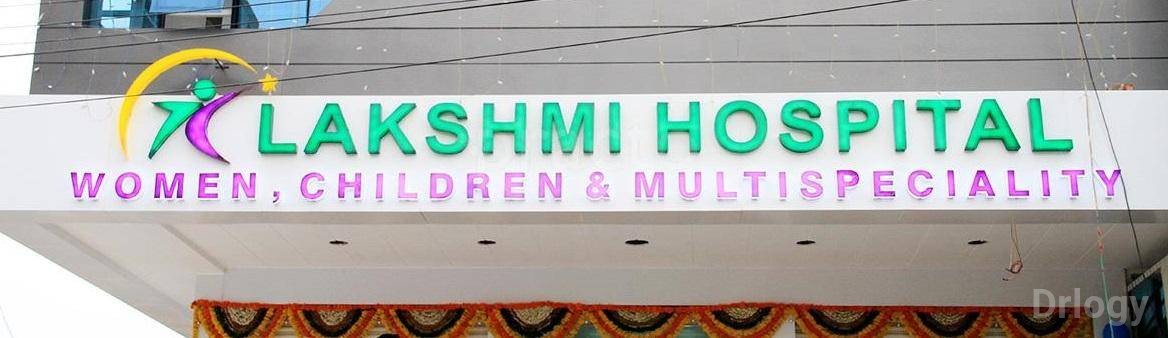 LAKSHMI HOSPITAL
WOMEN, CHILDREN & MULTISPECIALITY
Drlogy